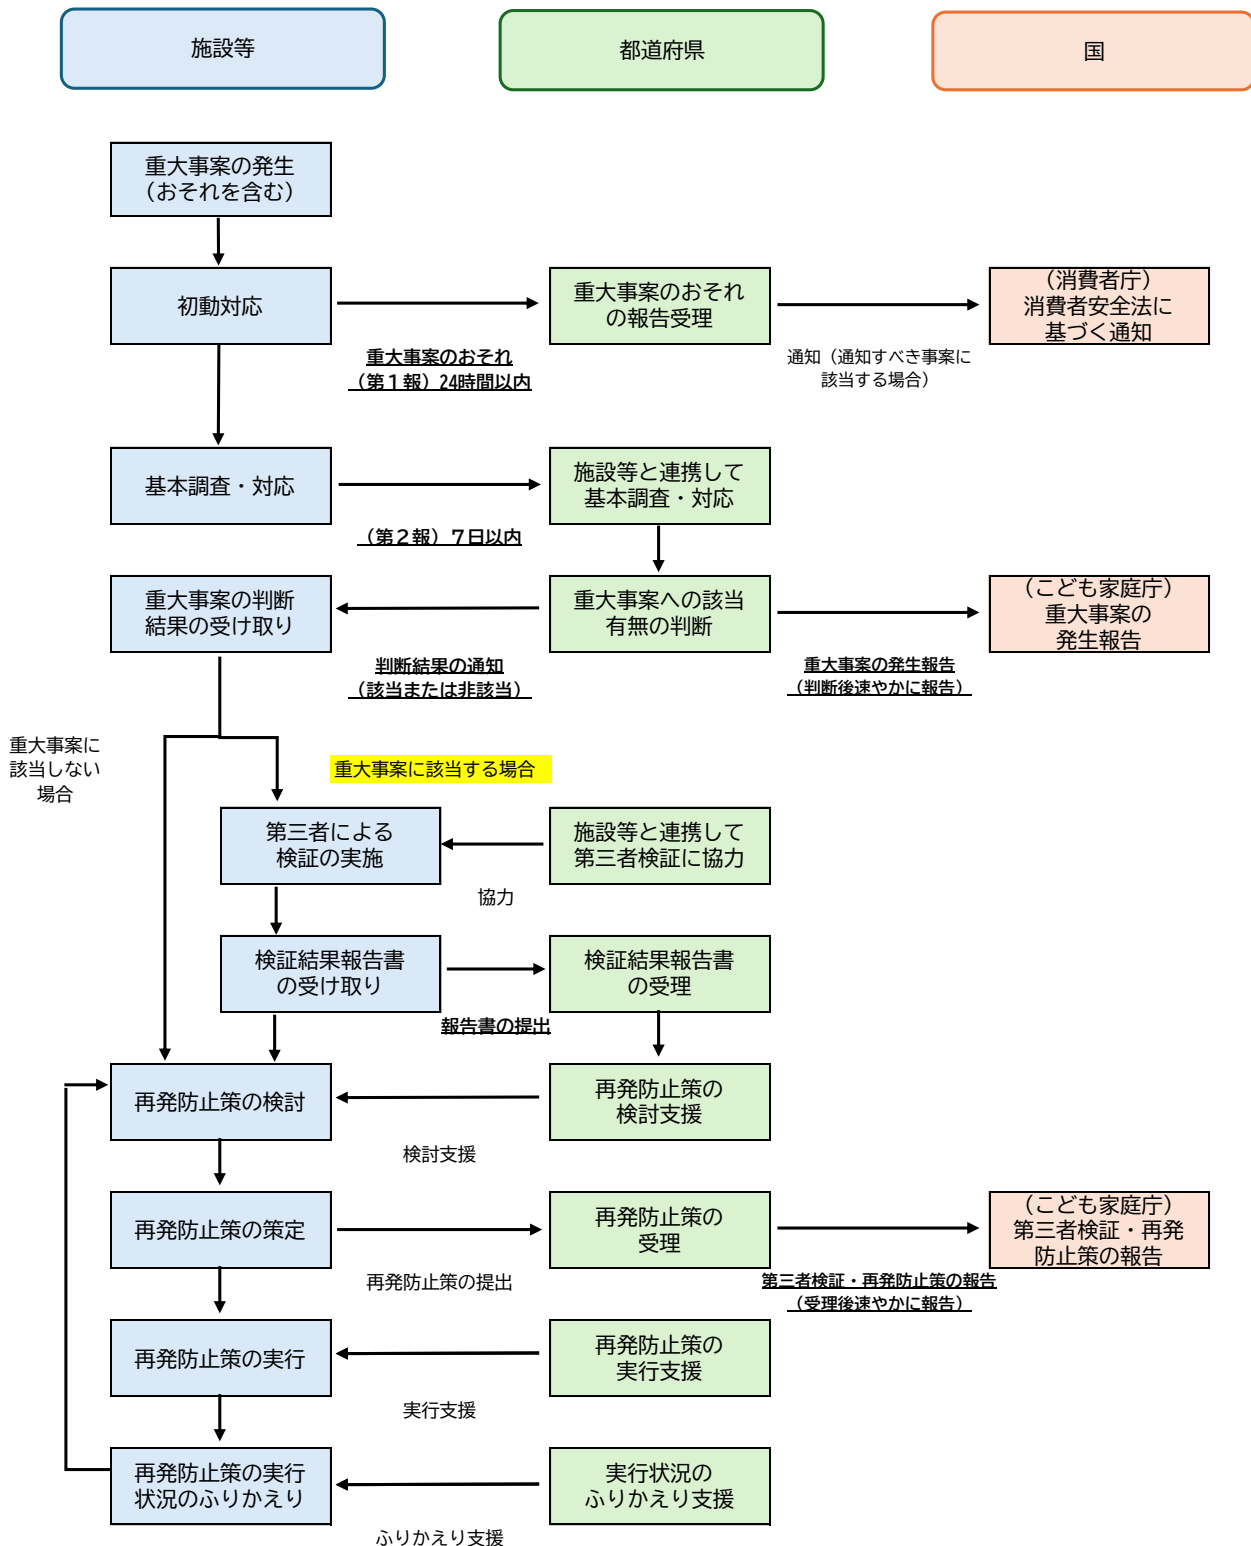 施設等
都道府県
国
重大事案の発生
（おそれを含む）
初動対応
重大事案のおそれ
の報告受理
（消費者庁）
消費者安全法に
基づく通知
重大事案のおそれ
（第１報）24時間以内
通知（通知すべき事案に
該当する場合）
基本調査・対応
施設等と連携して
基本調査・対応
（第２報）７日以内
重大事案の判断
結果の受け取り
重大事案への該当
有無の判断
（こども家庭庁）
重大事案の
発生報告
判断結果の通知
（該当または非該当）
重大事案の発生報告
（判断後速やかに報告）
重大事案に
該当しない
場合
重大事案に該当する場合
第三者による
検証の実施
施設等と連携して
第三者検証に協力
協力
検証結果報告書
の受け取り
検証結果報告書
の受理
報告書の提出
再発防止策の検討
再発防止策の
検討支援
検討支援
再発防止策の策定
再発防止策の
受理
（こども家庭庁）
第三者検証・再発
防止策の報告
再発防止策の提出
第三者検証・再発防止策の報告
（受理後速やかに報告）
再発防止策の実行
再発防止策の
実行支援
実行支援
再発防止策の実行
状況のふりかえり
実行状況の
ふりかえり支援
ふりかえり支援